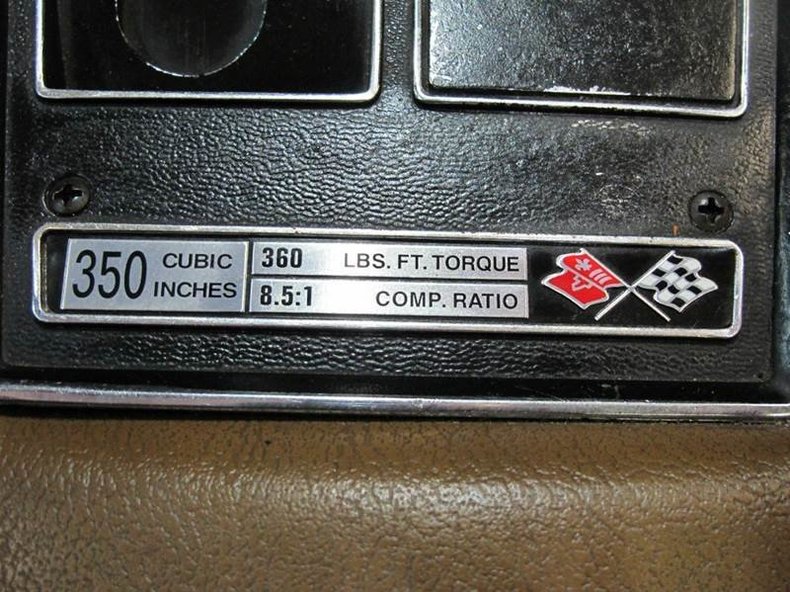 350 CUBIC INCHES
360 LBS. FT. TORQUE
8.5:1 COMP. RATIO